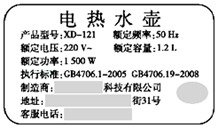 电热水壶
产品型号：XD-121 额定频率：50 Hz
额定电压：220 V~ 额定容量：1.2 L
额定功率：1 500 W
执行标准：GB4706.1-2005 GB4706.19-2008
制造商： 科技有限公司
地址： 街31号
客服电话：